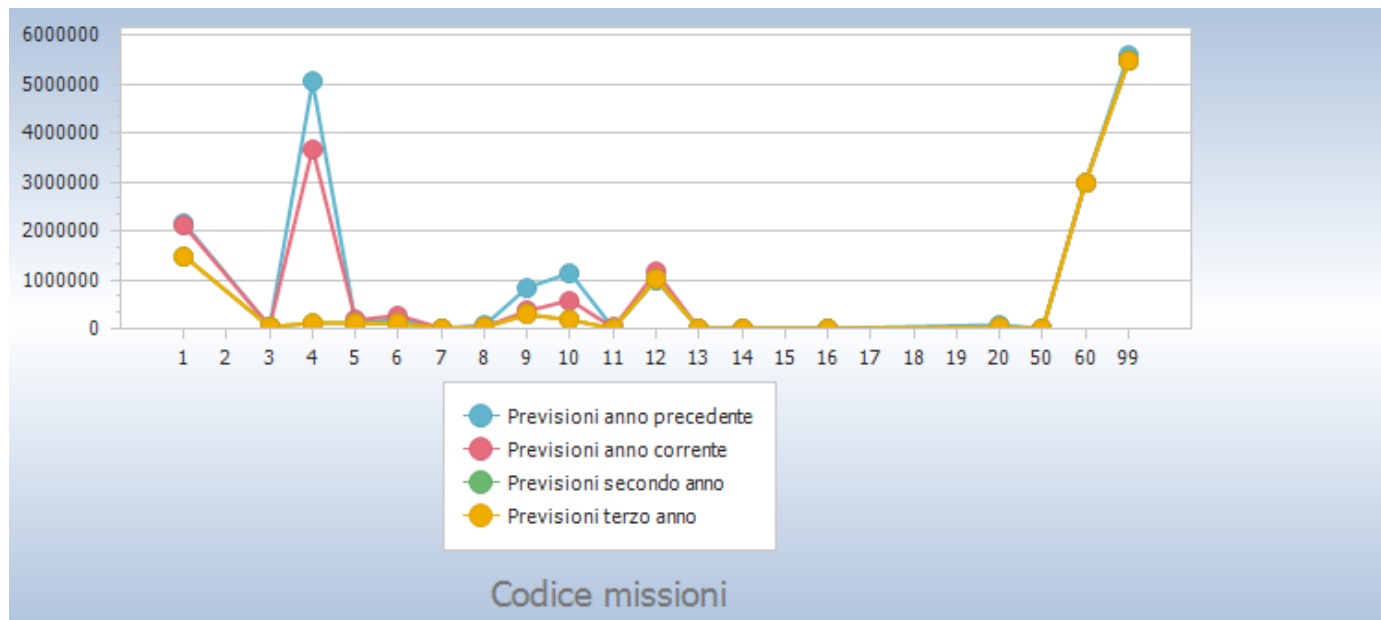 6000000
5000000
4000000
3000000
2000000
1000000
0
1 2 3 4 5 6 7 8 9 10 11 12 13 14 15 16 17 18 19 20 50 60 99
Previsioni anno precedente
Previsioni anno corrente
Previsioni secondo anno
Previsioni terzo anno
Codice missioni